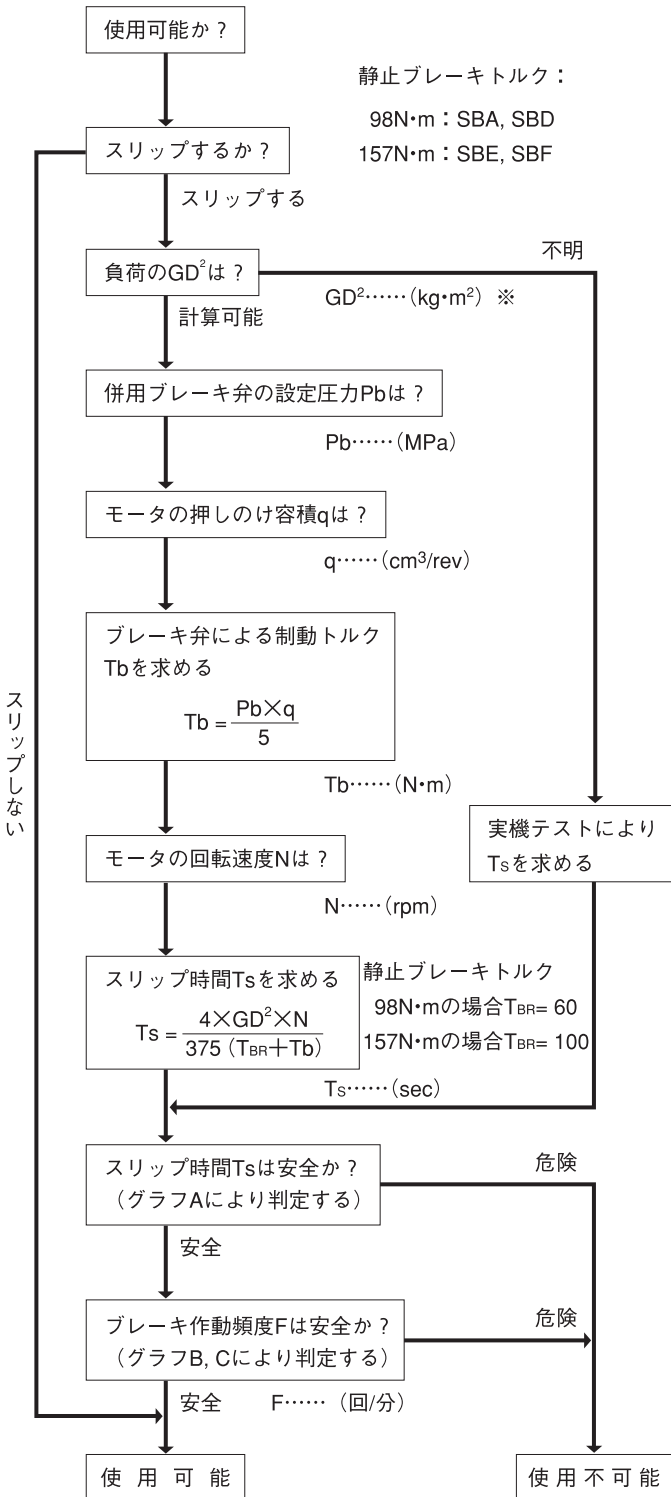 使用可能か？
静止ブレーキトルク：
98N•m：SBA, SBD
157N•m：SBE, SBF
スリップするか？
スリップする
負荷のGD²は？
不明
GD²……(kg•m²) ※
計算可能
併用ブレーキ弁の設定圧力Pbは？
Pb……(MPa)
モータの押しのけ容積qは？
q……(cm³/rev)
ブレーキ弁による制動トルク
Tbを求める
Tb = Pb×q / 5
Tb……(N•m)
スリップしない
実機テストにより
Tsを求める
モータの回転速度Nは？
N……(rpm)
スリップ時間Tsを求める
Ts = 4×GD²×N / 375 (TBR+Tb)
静止ブレーキトルク
98N•mの場合TBR= 60
157N•mの場合TBR= 100
Ts……(sec)
スリップ時間Tsは安全か？
（グラフAにより判定する）
危険
安全
ブレーキ作動頻度Fは安全か？
（グラフB, Cにより判定する）
危険
安全
F……（回/分）
使用可能
使用不可能